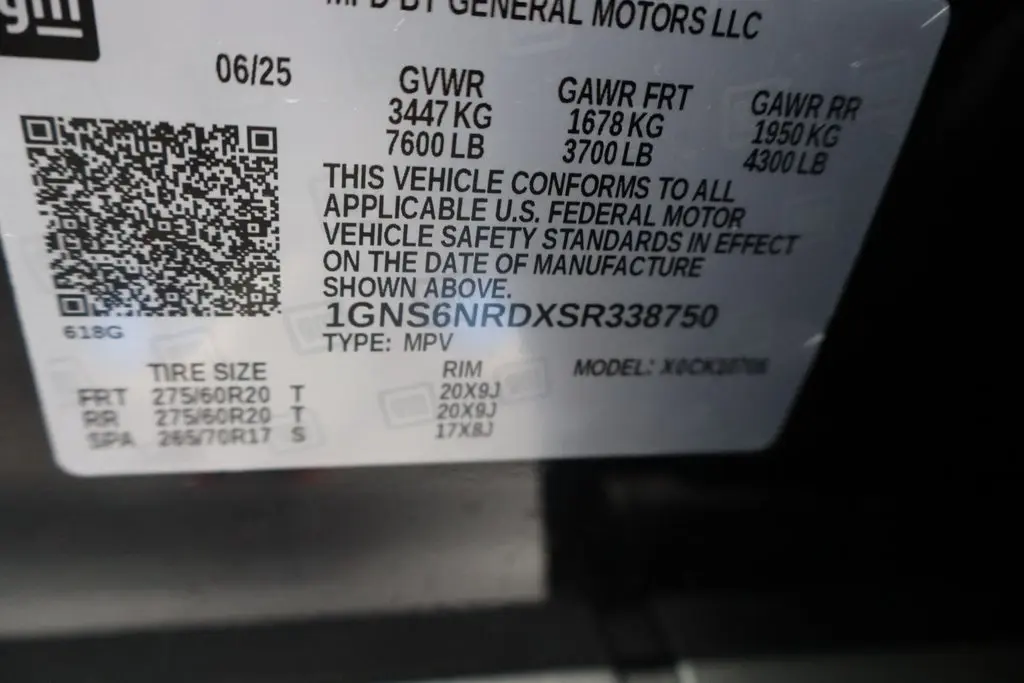 gm
MFD BY GENERAL MOTORS LLC
06/25
GVWR GAWR FRT GAWR RR
3447 KG 1678 KG 1950 KG
7600 LB 3700 LB 4300 LB
THIS VEHICLE CONFORMS TO ALL
APPLICABLE U.S. FEDERAL MOTOR
VEHICLE SAFETY STANDARDS IN EFFECT
ON THE DATE OF MANUFACTURE
SHOWN ABOVE.
1GNS6NRDXSR338750
618G
TYPE: MPV
TIRE SIZE RIM MODEL:
FRT 275/60R20 T 20X9J
RR 275/60R20 T 20X9J
SPA 265/70R17 S 17X8J